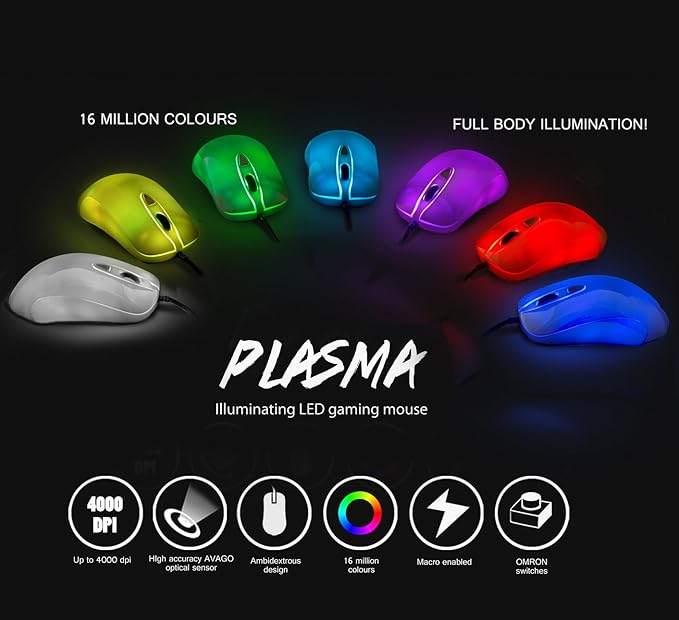 16 MILLION COLOURS
FULL BODY ILLUMINATION!
PLASMA
Illuminating LED gaming mouse
4000
DPI
Up to 4000 dpi
High accuracy AVAGO
optical sensor
Ambidextrous
design
16 million
colours
Macro enabled
OMRON
switches